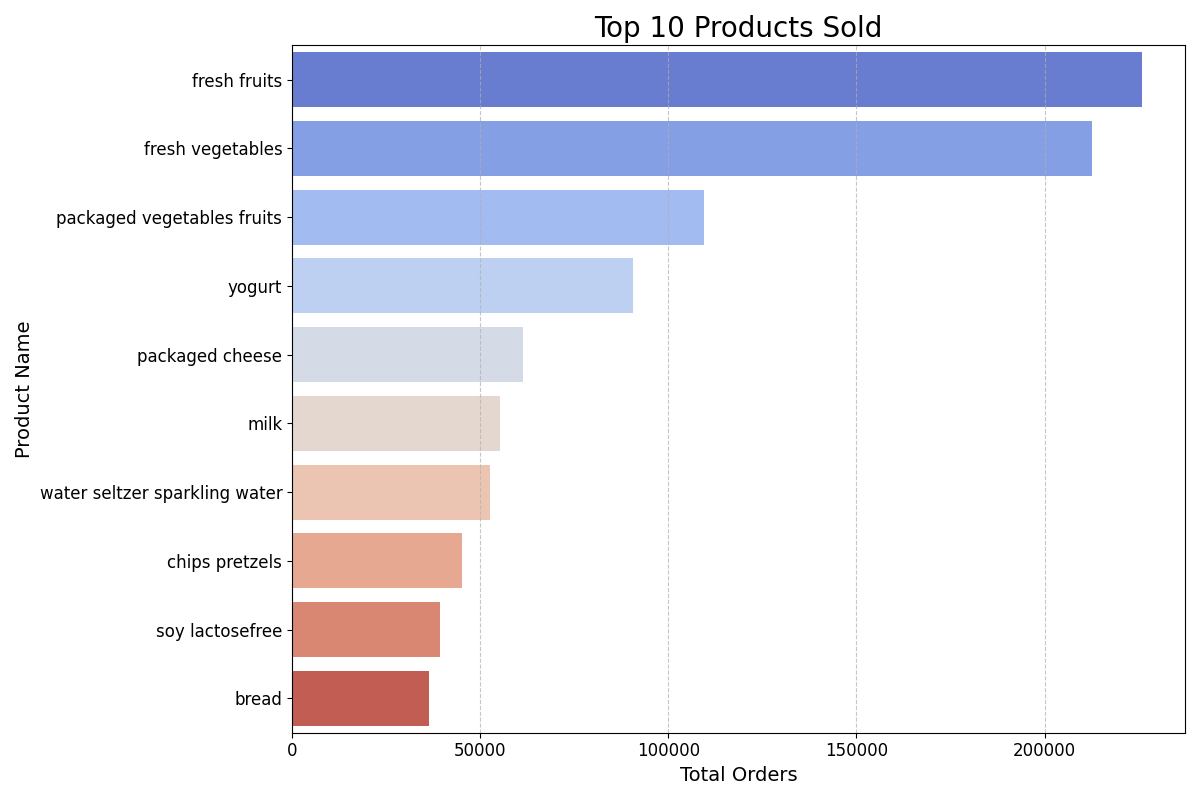 Top 10 Products Sold
Product Name
fresh fruits
fresh vegetables
packaged vegetables fruits
yogurt
packaged cheese
milk
water seltzer sparkling water
chips pretzels
soy lactosefree
bread
0 50000 100000 150000 200000
Total Orders